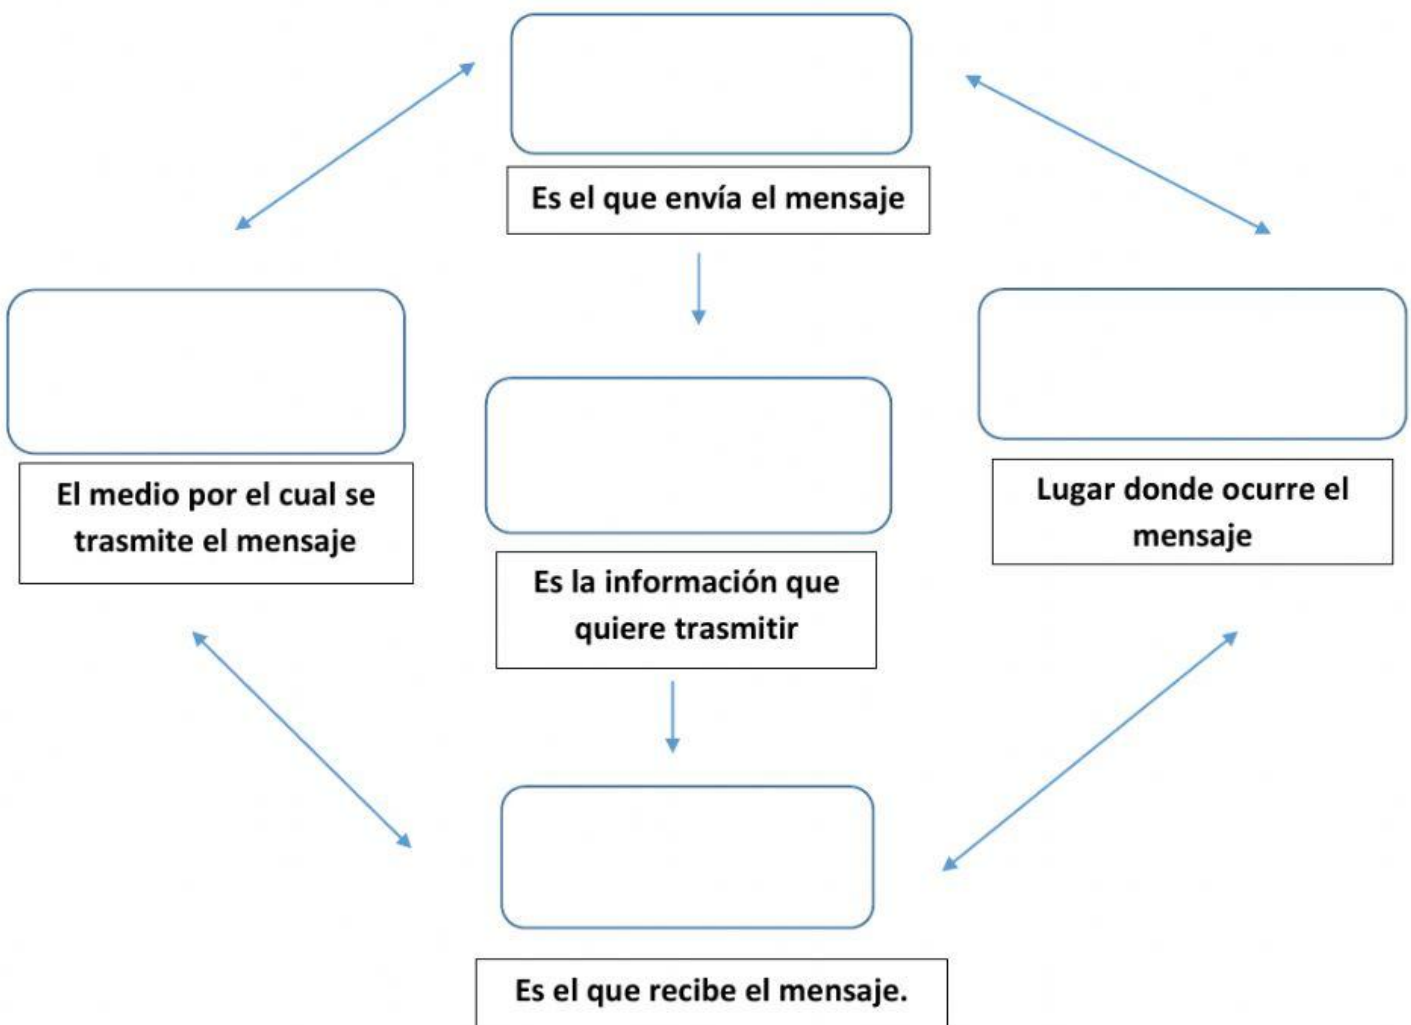 Es el que envía el mensaje
El medio por el cual se
trasmite el mensaje
Es la información que
quiere trasmitir
Lugar donde ocurre el
mensaje
Es el que recibe el mensaje.